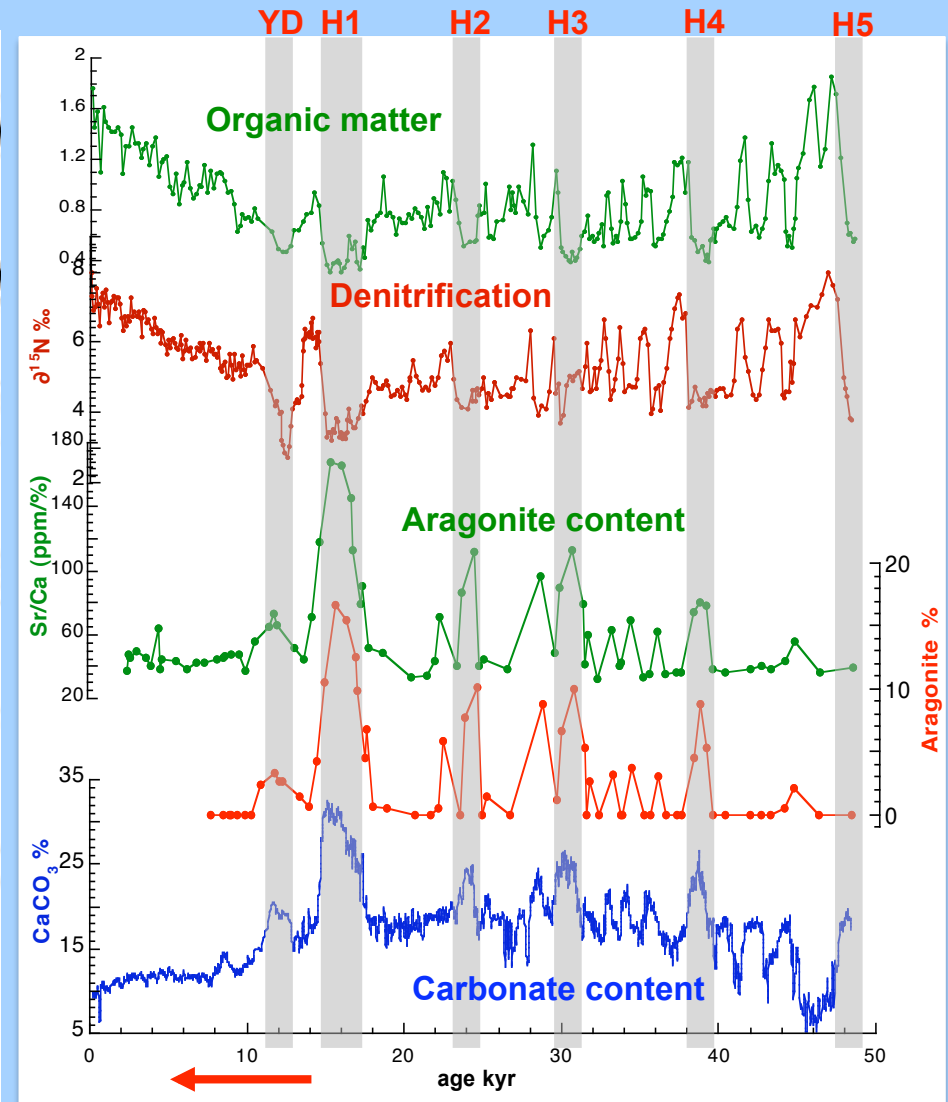 YD H1 H2 H3 H4 H5
2
1.6
1.2
0.8
0.4
Organic matter
8
6
4
2
∂¹⁵N ‰
Denitrification
180
140
100
60
20
Sr/Ca (ppm/%)
Aragonite content
20
10
0
Aragonite %
35
25
15
5
CaCO₃ %
Carbonate content
0 10 20 30 40 50
age kyr